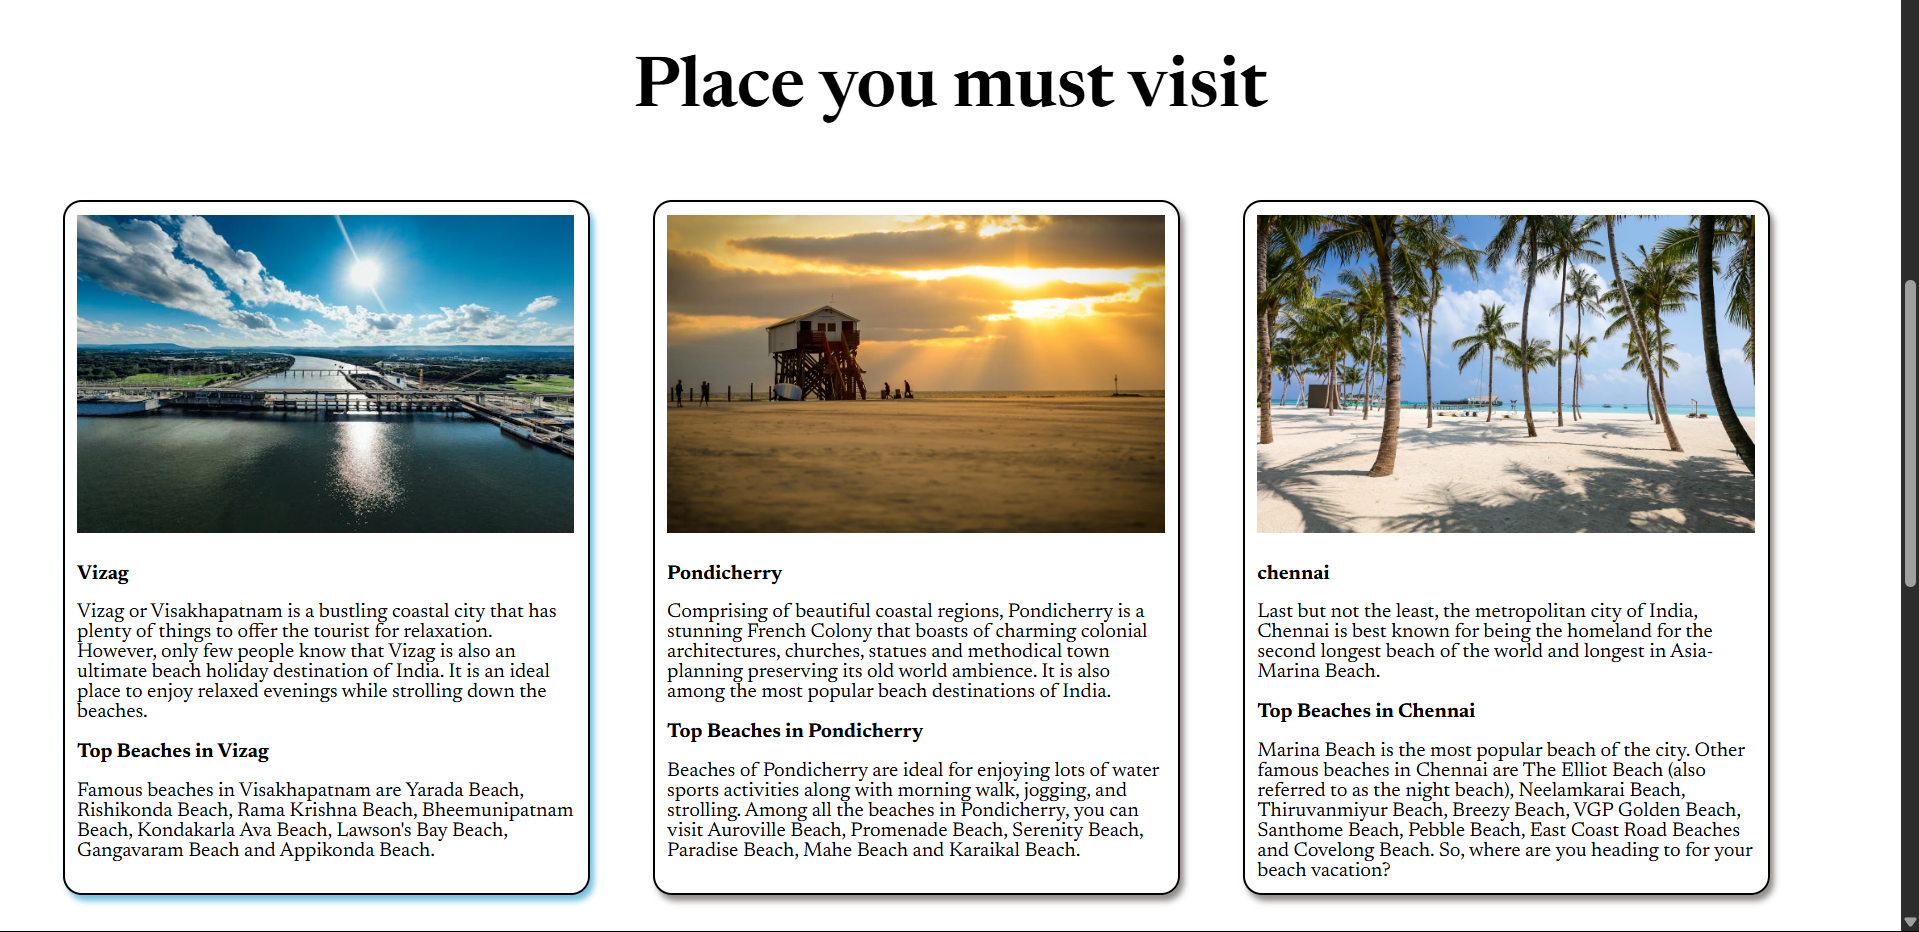 Place you must visit
Vizag
Vizag or Visakhapatnam is a bustling coastal city that has
plenty of things to offer the tourist for relaxation.
However, only few people know that Vizag is also an
ultimate beach holiday destination of India. It is an ideal
place to enjoy relaxed evenings while strolling down the
beaches.
Top Beaches in Vizag
Famous beaches in Visakhapatnam are Yarada Beach,
Rishikonda Beach, Rama Krishna Beach, Bheemunipatnam
Beach, Kondakarla Ava Beach, Lawson's Bay Beach,
Gangavaram Beach and Appikonda Beach.
Pondicherry
Comprising of beautiful coastal regions, Pondicherry is a
stunning French Colony that boasts of charming colonial
architectures, churches, statues and methodical town
planning preserving its old world ambience. It is also
among the most popular beach destinations of India.
Top Beaches in Pondicherry
Beaches of Pondicherry are ideal for enjoying lots of water
sports activities along with morning walk, jogging, and
strolling. Among all the beaches in Pondicherry, you can
visit Auroville Beach, Promenade Beach, Serenity Beach,
Paradise Beach, Mahe Beach and Karaikal Beach.
chennai
Last but not the least, the metropolitan city of India,
Chennai is best known for being the homeland for the
second longest beach of the world and longest in Asia-
Marina Beach.
Top Beaches in Chennai
Marina Beach is the most popular beach of the city. Other
famous beaches in Chennai are The Elliot Beach (also
referred to as the night beach), Neelamkarai Beach,
Thiruvanmiyur Beach, Breezy Beach, VGP Golden Beach,
Santhome Beach, Pebble Beach, East Coast Road Beaches
and Covelong Beach. So, where are you heading to for your
beach vacation?